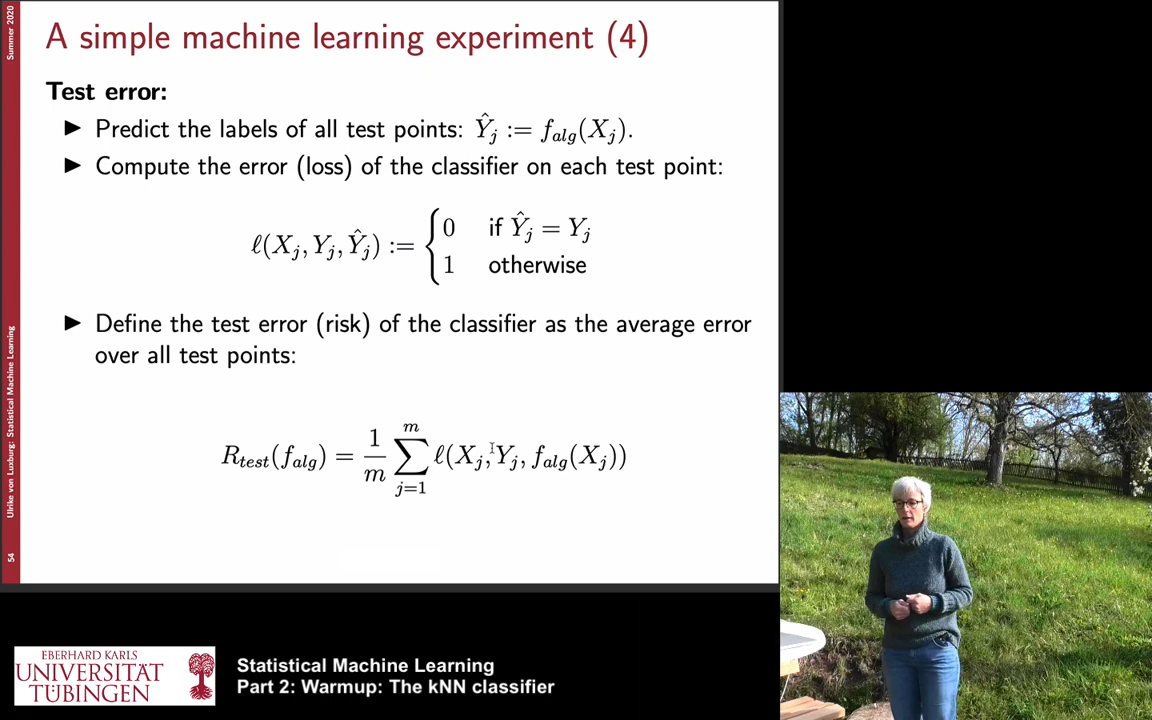 Summer 2020
A simple machine learning experiment (4)
Test error:
▶ Predict the labels of all test points: Ŷ_j := f_alg(X_j).
▶ Compute the error (loss) of the classifier on each test point:
ℓ(X_j, Y_j, Ŷ_j) := { 0 if Ŷ_j = Y_j
1 otherwise
▶ Define the test error (risk) of the classifier as the average error
over all test points:
R_test(f_alg) = 1/m ∑_{j=1}^{m} ℓ(X_j, Y_j, f_alg(X_j))
Ulrike von Luxburg: Statistical Machine Learning
54
EBERHARD KARLS
UNIVERSITÄT
TÜBINGEN
Statistical Machine Learning
Part 2: Warmup: The kNN classifier